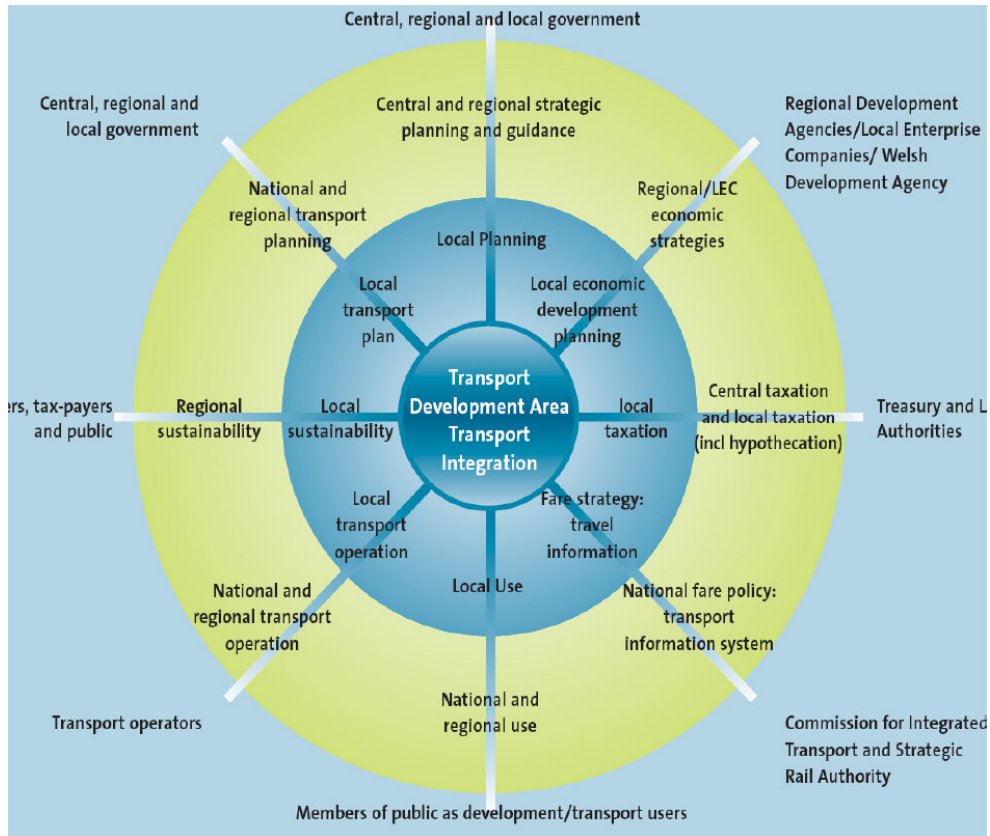 Central, regional and local government
Central, regional and
local government
Central and regional strategic
planning and guidance
Regional Development
Agencies/Local Enterprise
Companies/ Welsh
Development Agency
National and
regional transport
planning
Regional/LEC
economic
strategies
Local Planning
Local
transport
plan
Local economic
development
planning
Transport
Development Area
Transport
Integration
ers, tax-payers
and public
Regional
sustainability
Local
sustainability
local
taxation
Central taxation
and local taxation
(incl hypothecation)
Treasury and L
Authorities
Local
transport
operation
Fare strategy:
travel
information
Local Use
National and
regional transport
operation
National fare policy:
transport
information system
National and
regional use
Transport operators
Commission for Integrated
Transport and Strategic
Rail Authority
Members of public as development/transport users